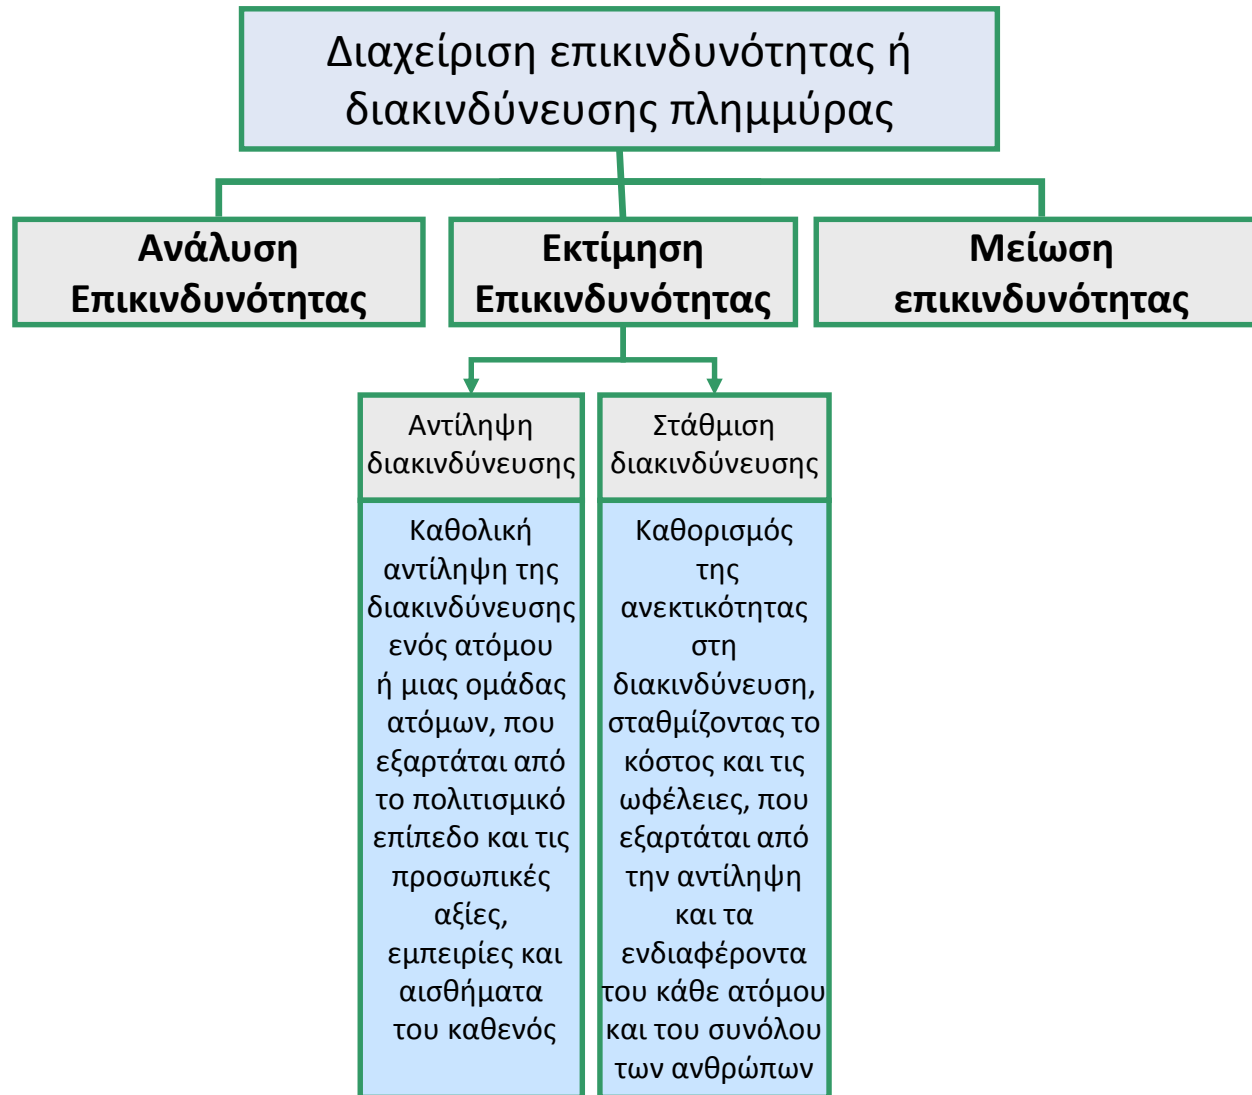 Διαχείριση επικινδυνότητας ή
διακινδύνευσης πλημμύρας
Ανάλυση
Επικινδυνότητας
Εκτίμηση
Επικινδυνότητας
Μείωση
επικινδυνότητας
Αντίληψη
διακινδύνευσης
Καθολική
αντίληψη της
διακινδύνευσης
ενός ατόμου
ή μιας ομάδας
ατόμων, που
εξαρτάται από
το πολιτισμικό
επίπεδο και τις
προσωπικές
αξίες,
εμπειρίες και
αισθήματα
του καθενός
Στάθμιση
διακινδύνευσης
Καθορισμός
της
ανεκτικότητας
στη
διακινδύνευση,
σταθμίζοντας το
κόστος και τις
ωφέλειες, που
εξαρτάται από
την αντίληψη
και τα
ενδιαφέροντα
του κάθε ατόμου
και του συνόλου
των ανθρώπων